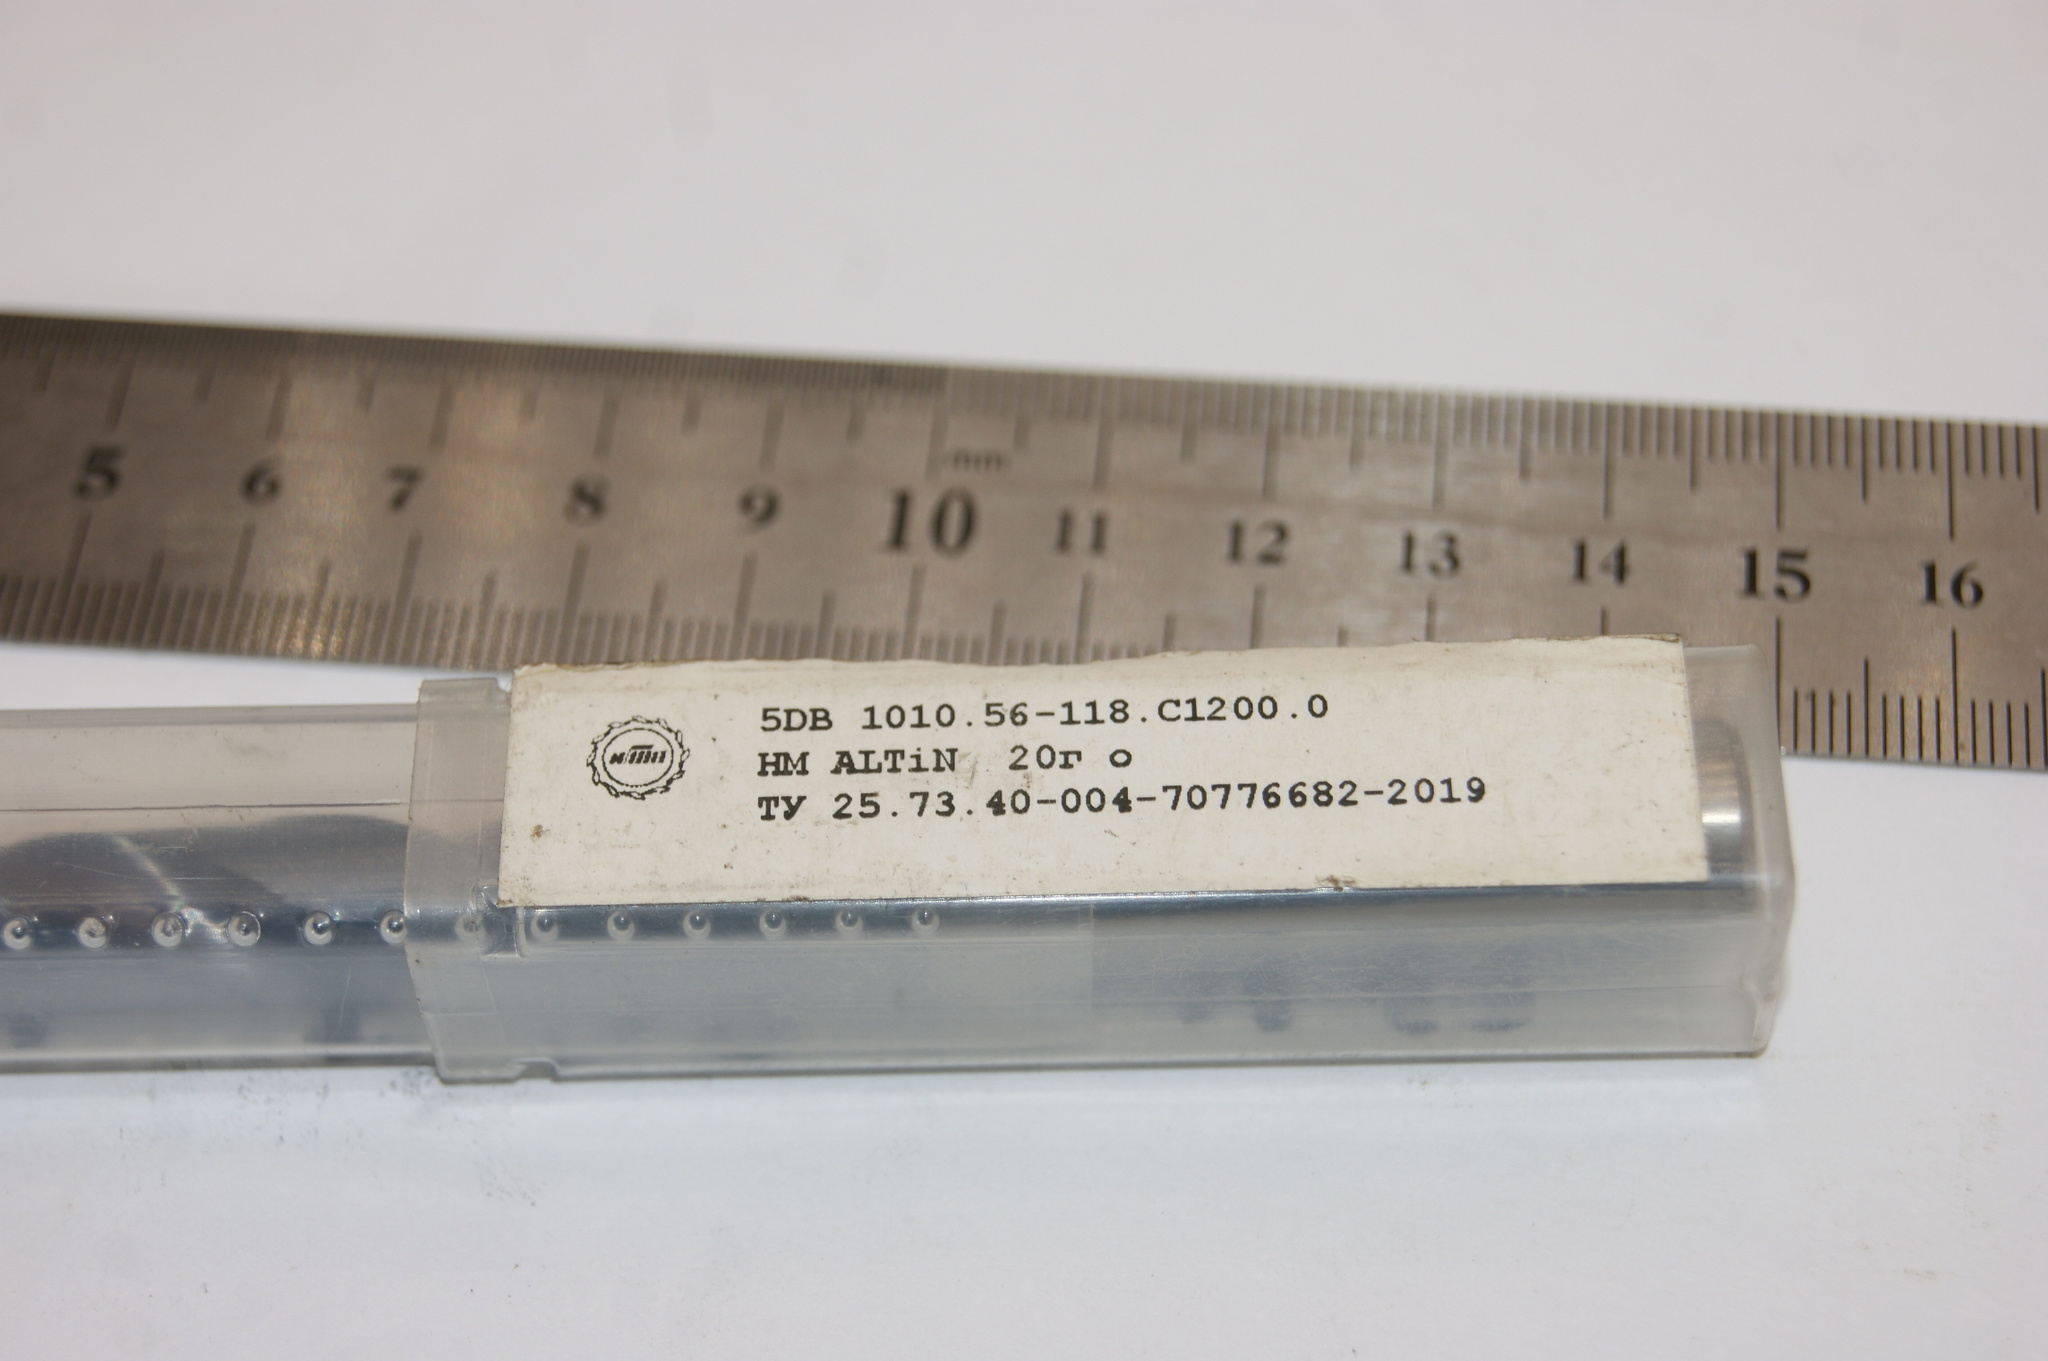 5 6 7 8 9 10 11 12 13 14 15 16
mm
5DB 1010.56-118.C1200.0
HM ALTiN 20г о
ТУ 25.73.40-004-70776682-2019